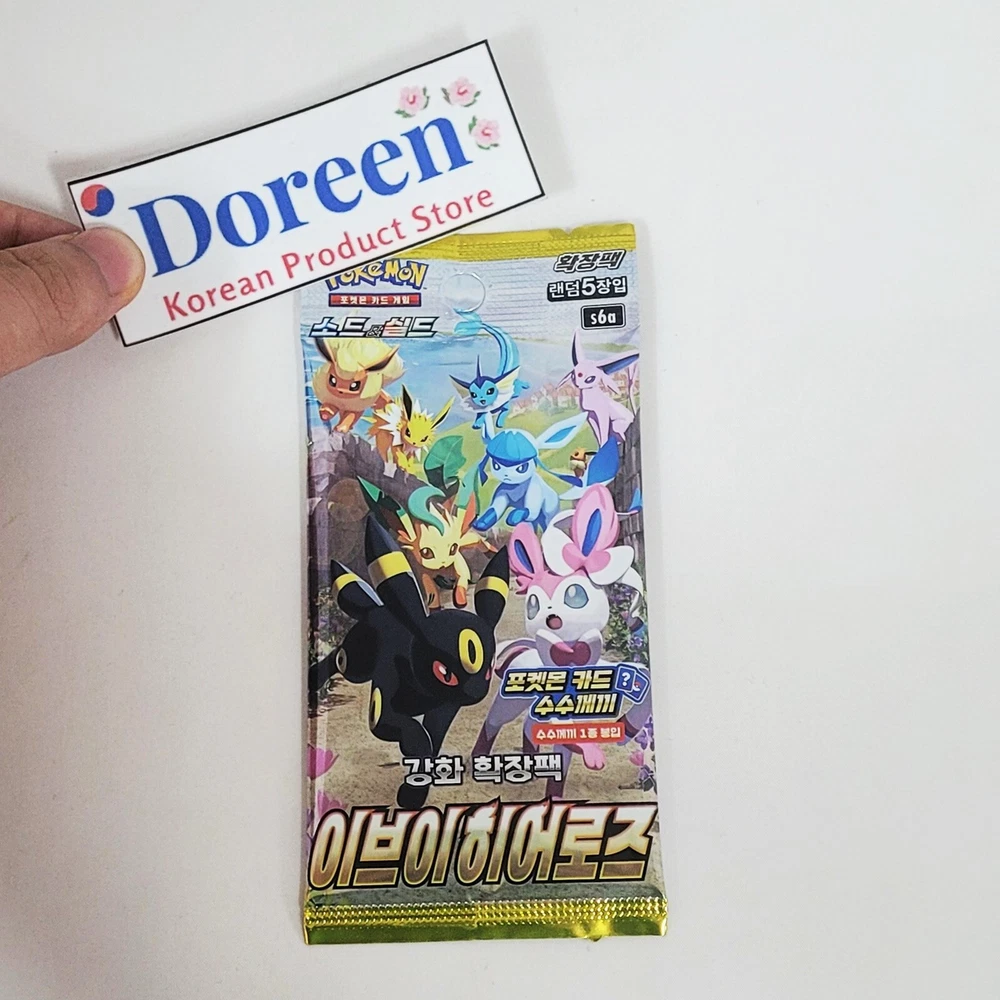 Doreen
Korean Product Store
POKéMON
포켓몬 카드 게임
소드&실드
확장팩
랜덤 5장입
s6a
포켓몬 카드
수수께끼
?
수수께끼 1종 봉입
강화 확장팩
이브이 히어로즈